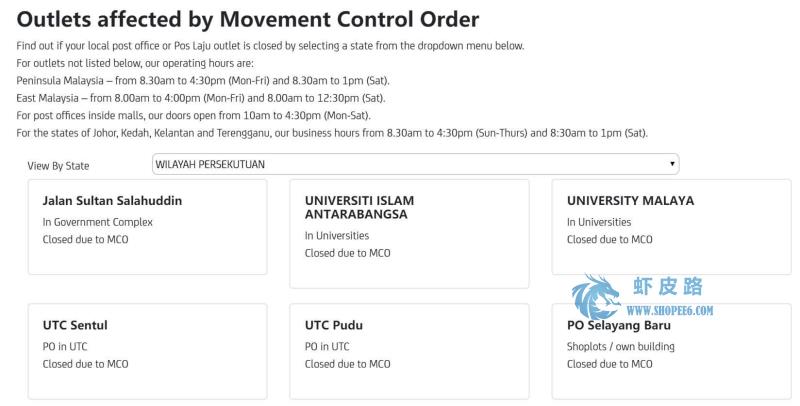 Outlets affected by Movement Control Order
Find out if your local post office or Pos Laju outlet is closed by selecting a state from the dropdown menu below.
For outlets not listed below, our operating hours are:
Peninsula Malaysia – from 8.30am to 4:30pm (Mon-Fri) and 8.30am to 1pm (Sat).
East Malaysia – from 8.00am to 4:00pm (Mon-Fri) and 8.00am to 12:30pm (Sat).
For post offices inside malls, our doors open from 10am to 4:30pm (Mon-Sat).
For the states of Johor, Kedah, Kelantan and Terengganu, our business hours from 8.30am to 4:30pm (Sun-Thurs) and 8:30am to 1pm (Sat).
View By State
WILAYAH PERSEKUTUAN
Jalan Sultan Salahuddin
In Government Complex
Closed due to MCO
UNIVERSITI ISLAM
ANTARABANGSA
In Universities
Closed due to MCO
UNIVERSITY MALAYA
In Universities
Closed due to MCO
虾皮路
WWW.SHOPEE6.COM
UTC Sentul
PO in UTC
Closed due to MCO
UTC Pudu
PO in UTC
Closed due to MCO
PO Selayang Baru
Shoplots / own building
Closed due to MCO